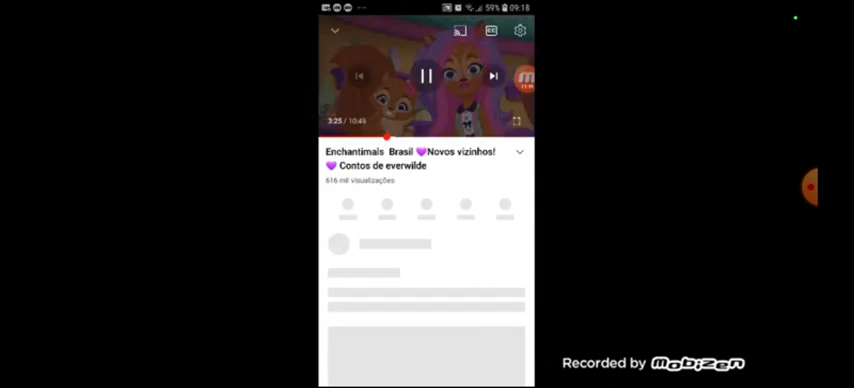 59% 09:18
3:25 / 10:49
Enchantimals Brasil 💜Novos vizinhos!
💜 Contos de everwilde
616 mil visualizações
Recorded by mobizen